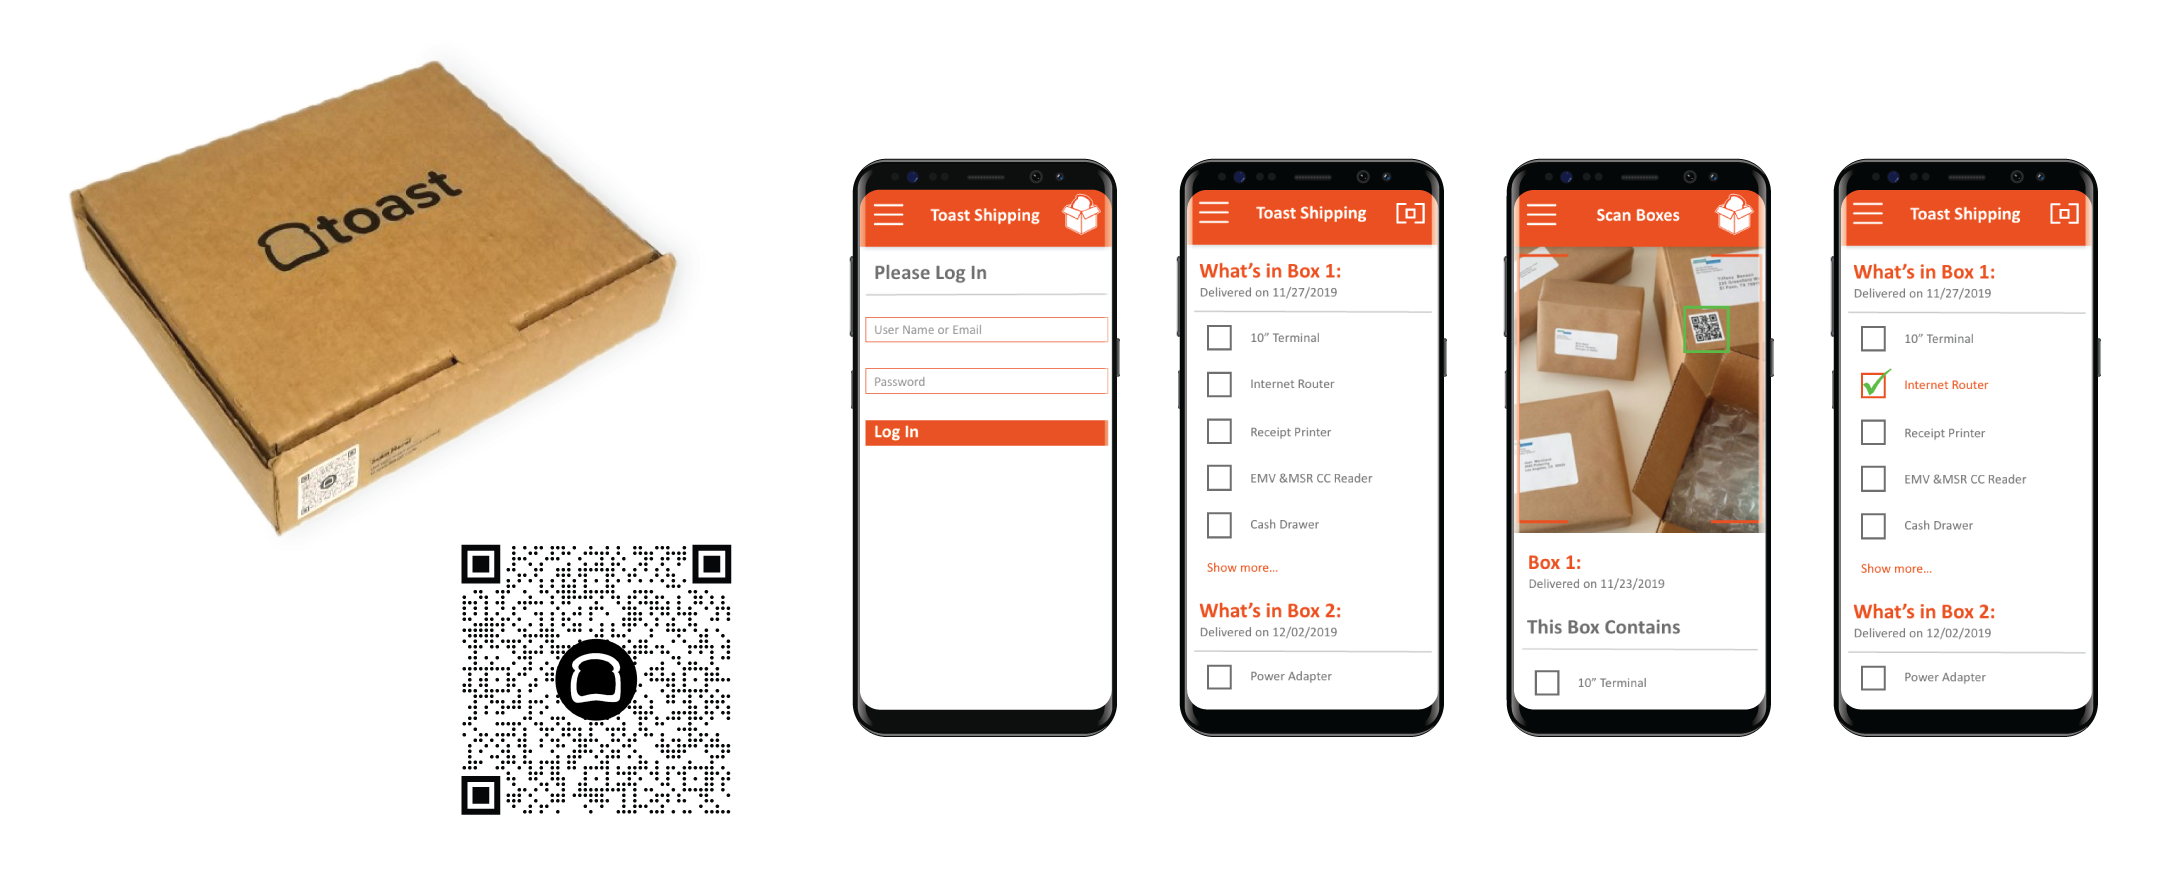 toast
Toast Shipping
Please Log In
User Name or Email
Password
Log In
Toast Shipping
What's in Box 1:
Delivered on 11/27/2019
10" Terminal
Internet Router
Receipt Printer
EMV &MSR CC Reader
Cash Drawer
Show more...
What's in Box 2:
Delivered on 12/02/2019
Power Adapter
Scan Boxes
Box 1:
Delivered on 11/23/2019
This Box Contains
10" Terminal
Toast Shipping
What's in Box 1:
Delivered on 11/27/2019
10" Terminal
Internet Router
Receipt Printer
EMV &MSR CC Reader
Cash Drawer
Show more...
What's in Box 2:
Delivered on 12/02/2019
Power Adapter